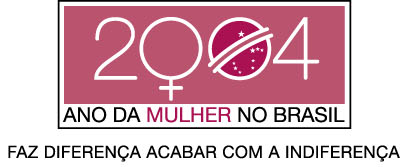 2004
ANO DA MULHER NO BRASIL
FAZ DIFERENÇA ACABAR COM A INDIFERENÇA